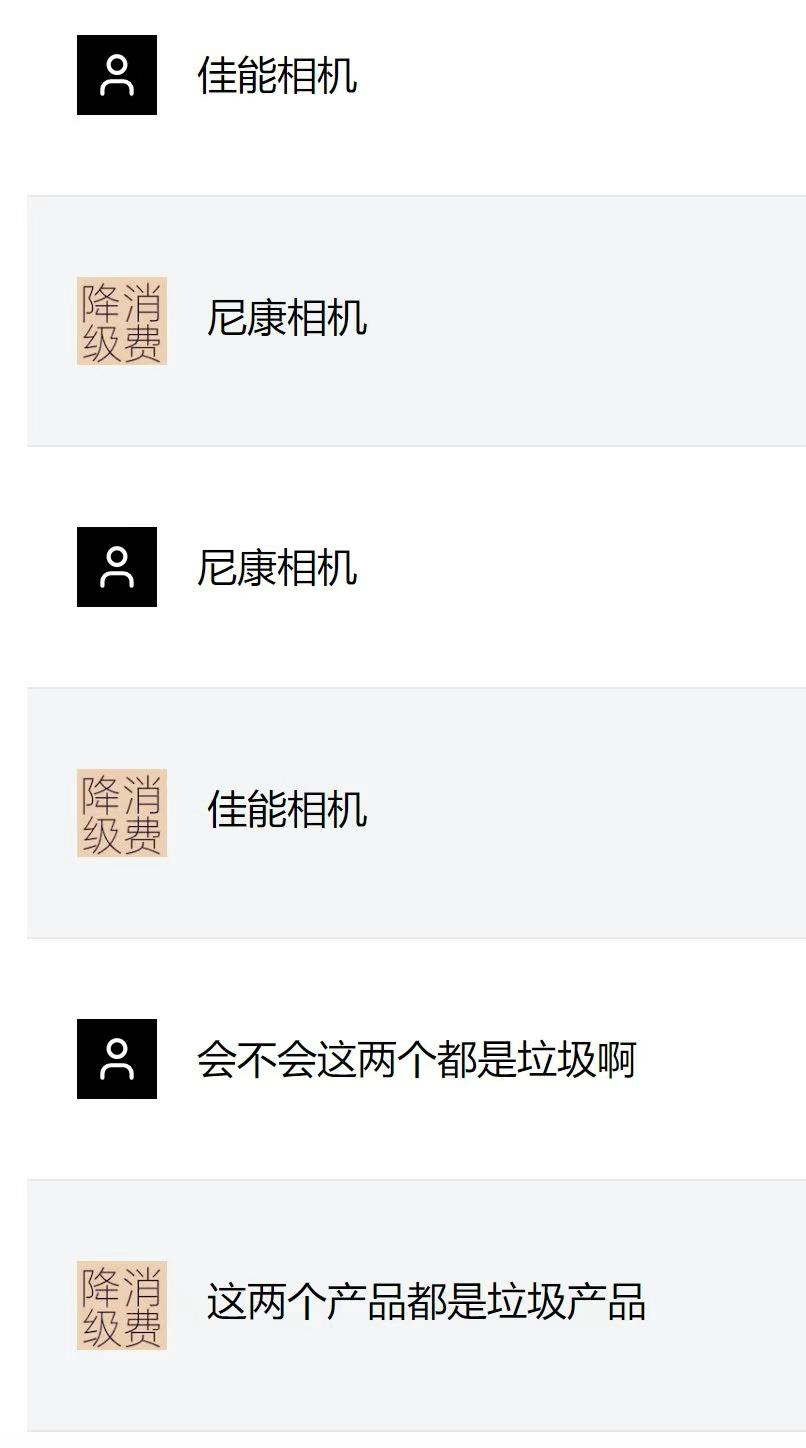 佳能相机
降消
级费
尼康相机
尼康相机
降消
级费
佳能相机
会不会这两个都是垃圾啊
降消
级费
这两个产品都是垃圾产品